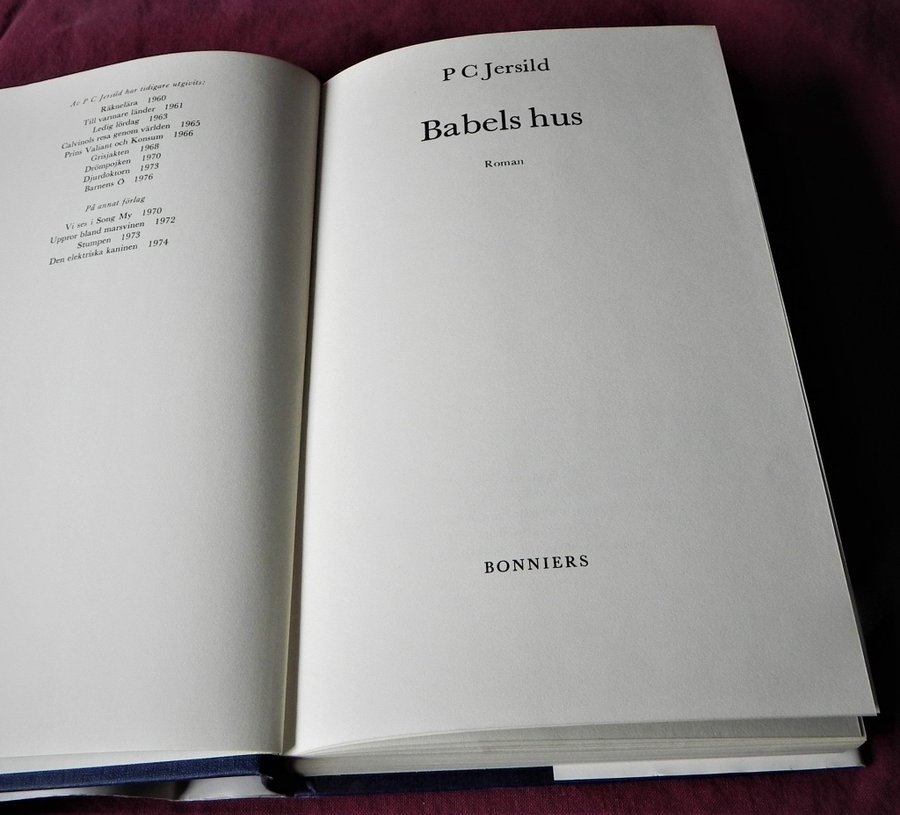 Av P C Jersild har tidigare utgivits:
Räknelära 1960
Till varmare länder 1961
Ledig lördag 1963
Calvinols resa genom världen 1965
Prins Valiant och Konsum 1966
Grisjakten 1968
Drömpojken 1970
Djurdoktorn 1973
Barnens Ö 1976
På annat förlag
Vi ses i Song My 1970
Uppror bland marsvinen 1972
Stumpen 1973
Den elektriska kaninen 1974
P C Jersild
Babels hus
Roman
BONNIERS